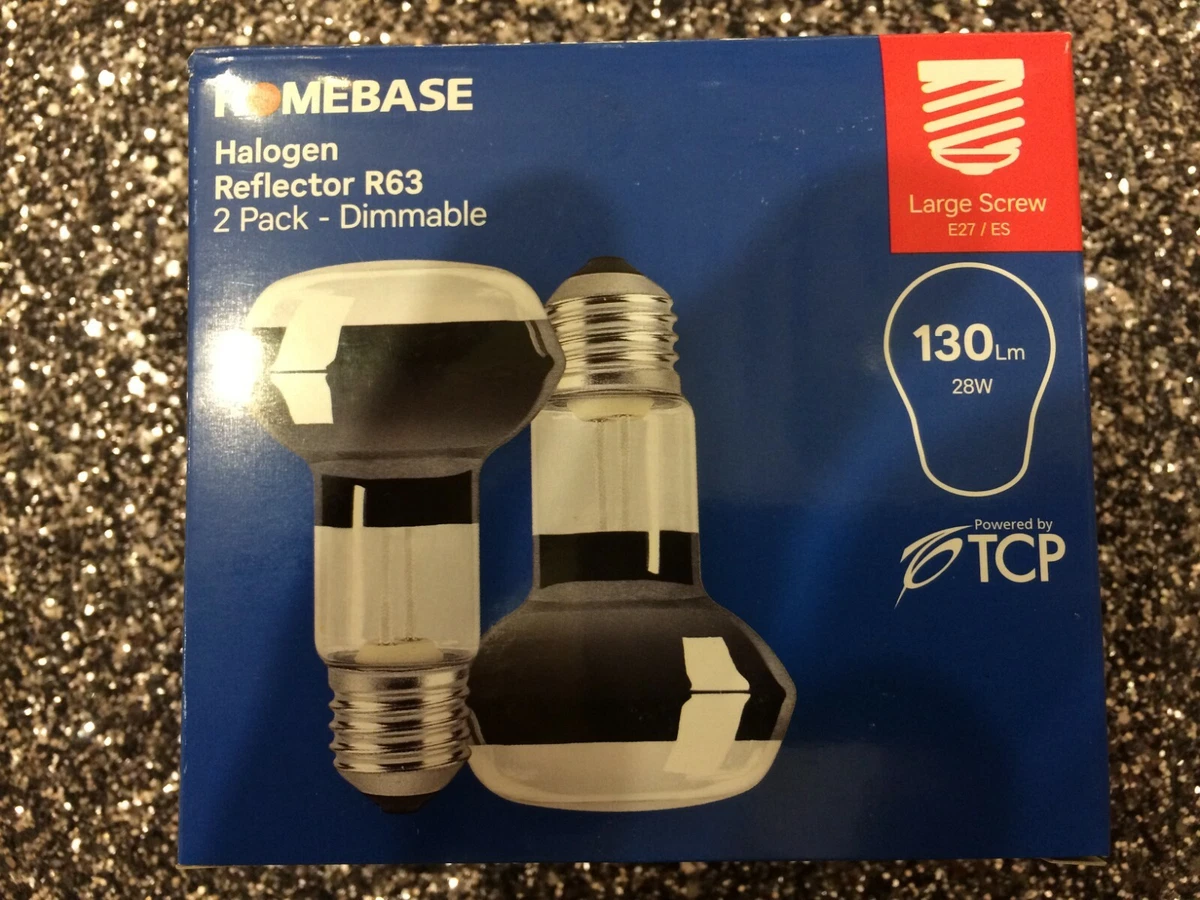 HOMEBASE
Halogen
Reflector R63
2 Pack - Dimmable
Large Screw
E27 / ES
130Lm
28W
Powered by
TCP